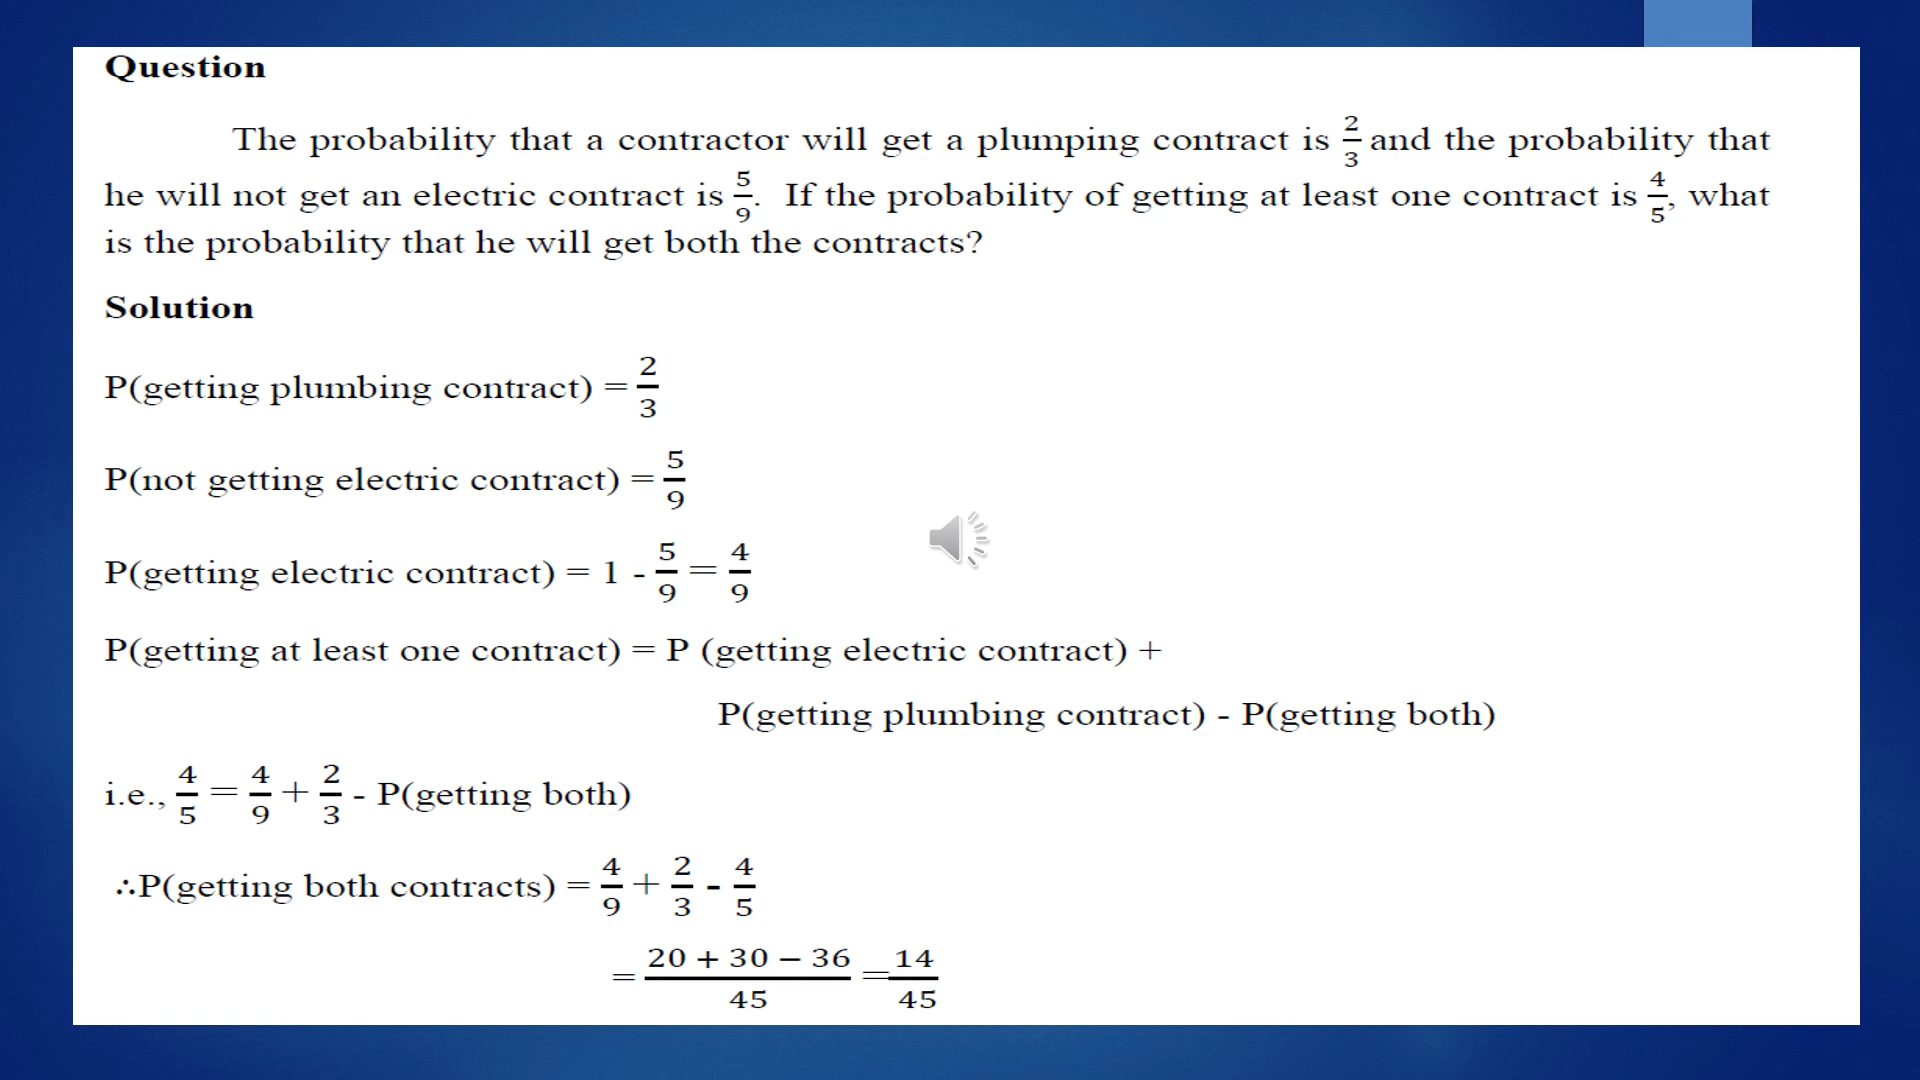 Question
The probability that a contractor will get a plumping contract is 2/3 and the probability that
he will not get an electric contract is 5/9. If the probability of getting at least one contract is 4/5, what
is the probability that he will get both the contracts?
Solution
P(getting plumbing contract) = 2/3
P(not getting electric contract) = 5/9
P(getting electric contract) = 1 - 5/9 = 4/9
P(getting at least one contract) = P (getting electric contract) +
P(getting plumbing contract) - P(getting both)
i.e., 4/5 = 4/9 + 2/3 - P(getting both)
∴P(getting both contracts) = 4/9 + 2/3 - 4/5
= (20 + 30 − 36)/45 = 14/45